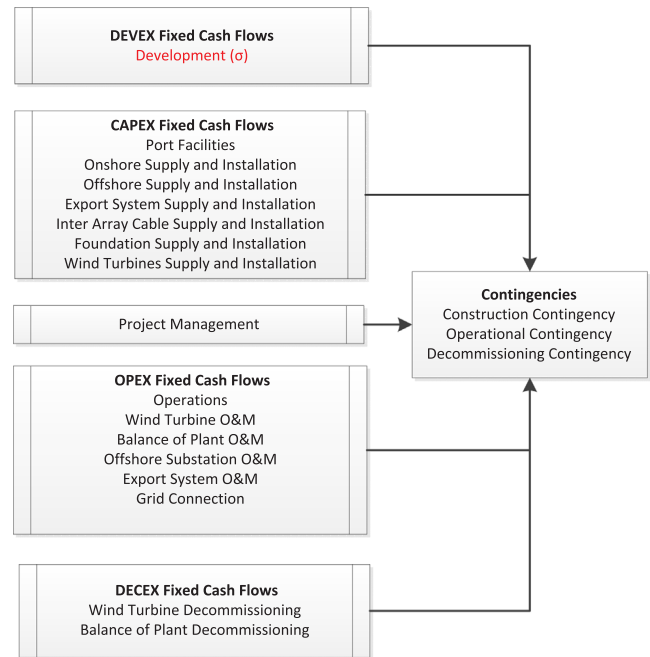 DEVEX Fixed Cash Flows
Development (σ)
CAPEX Fixed Cash Flows
Port Facilities
Onshore Supply and Installation
Offshore Supply and Installation
Export System Supply and Installation
Inter Array Cable Supply and Installation
Foundation Supply and Installation
Wind Turbines Supply and Installation
Project Management
OPEX Fixed Cash Flows
Operations
Wind Turbine O&M
Balance of Plant O&M
Offshore Substation O&M
Export System O&M
Grid Connection
DECEX Fixed Cash Flows
Wind Turbine Decommissioning
Balance of Plant Decommissioning
Contingencies
Construction Contingency
Operational Contingency
Decommissioning Contingency